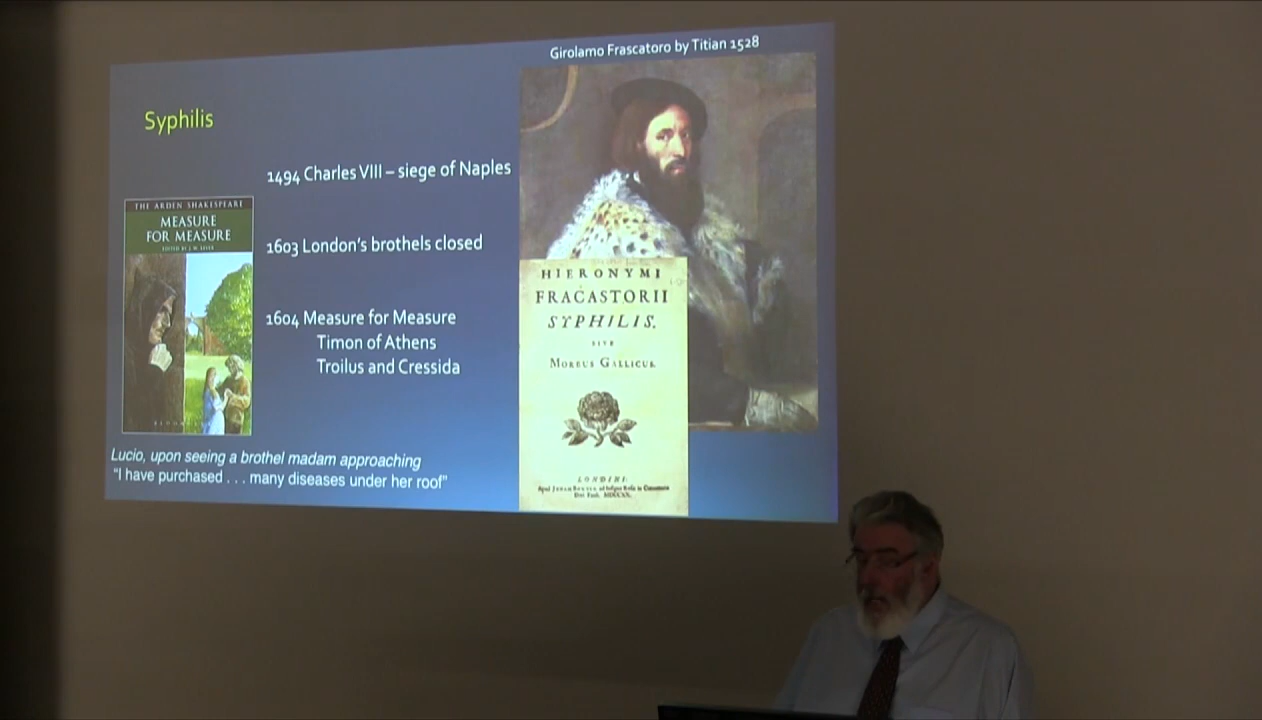 Girolamo Frascatoro by Titian 1528
Syphilis
1494 Charles VIII – siege of Naples
THE ARDEN SHAKESPEARE
MEASURE
FOR MEASURE
EDITED BY J.W. LEVER
1603 London's brothels closed
1604 Measure for Measure
Timon of Athens
Troilus and Cressida
Lucio, upon seeing a brothel madam approaching
“I have purchased . . . many diseases under her roof”
HIERONYMI
FRACASTORII
SYPHILIS.
SIVE
MORBUS GALLICUS.
LONDINI: